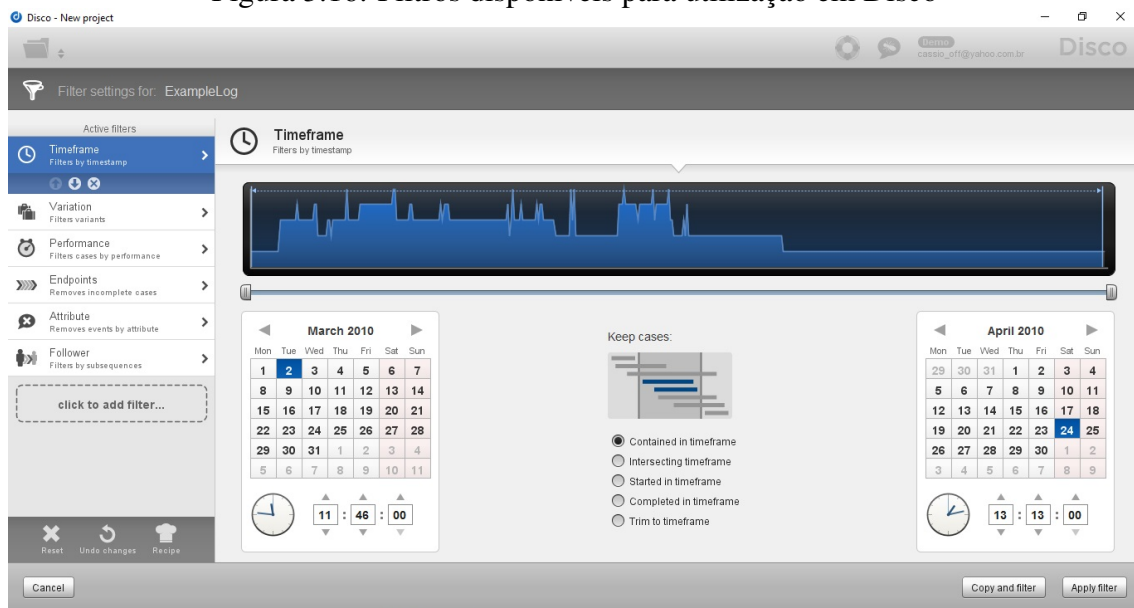 Figura 3.16: Filtros disponíveis para utilização em Disco
Disco - New project
Demo
cassio_off@yahoo.com.br
Disco
Filter settings for: ExampleLog
Active filters
Timeframe
Filters by timestamp
Variation
Filters variants
Performance
Filters cases by performance
Endpoints
Removes incomplete cases
Attribute
Removes events by attribute
Follower
Filters by subsequences
click to add filter...
Reset Undo changes Recipe
Timeframe
Filters by timestamp
March 2010
Mon Tue Wed Thu Fri Sat Sun
1 2 3 4 5 6 7
8 9 10 11 12 13 14
15 16 17 18 19 20 21
22 23 24 25 26 27 28
29 30 31 1 2 3 4
5 6 7 8 9 10 11
11 : 46 : 00
Keep cases:
Contained in timeframe
Intersecting timeframe
Started in timeframe
Completed in timeframe
Trim to timeframe
April 2010
Mon Tue Wed Thu Fri Sat Sun
29 30 31 1 2 3 4
5 6 7 8 9 10 11
12 13 14 15 16 17 18
19 20 21 22 23 24 25
26 27 28 29 30 1 2
3 4 5 6 7 8 9
13 : 13 : 00
Cancel
Copy and filter
Apply filter